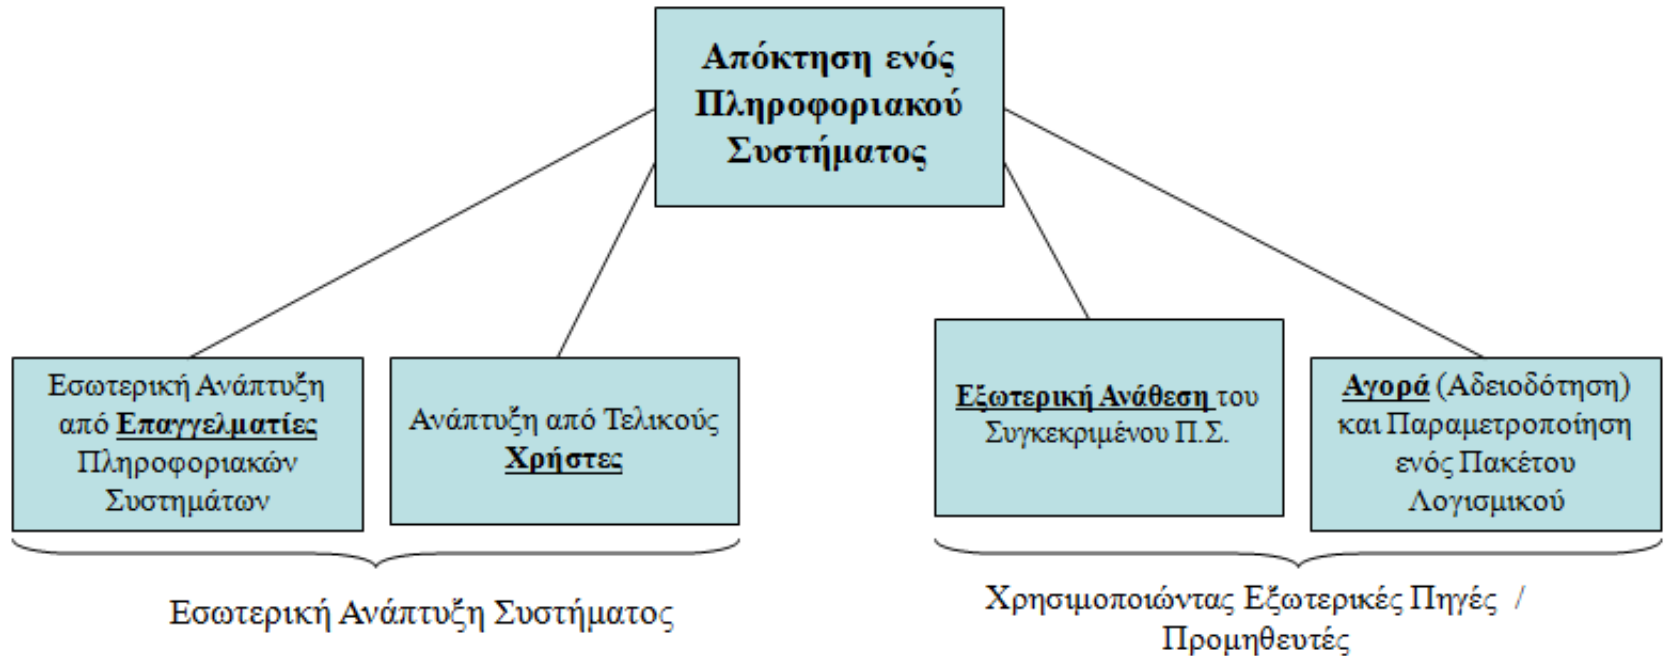 Απόκτηση ενός
Πληροφοριακού
Συστήματος
Εσωτερική Ανάπτυξη
από Επαγγελματίες
Πληροφοριακών
Συστημάτων
Ανάπτυξη από Τελικούς
Χρήστες
Εξωτερική Ανάθεση του
Συγκεκριμένου Π.Σ.
Αγορά (Αδειοδότηση)
και Παραμετροποίηση
ενός Πακέτου
Λογισμικού
Εσωτερική Ανάπτυξη Συστήματος
Χρησιμοποιώντας Εξωτερικές Πηγές /
Προμηθευτές